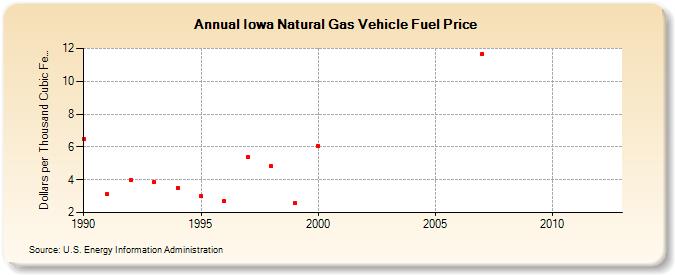 Annual Iowa Natural Gas Vehicle Fuel Price
Dollars per Thousand Cubic Fe...
12
10
8
6
4
2
1990 1995 2000 2005 2010
Source: U.S. Energy Information Administration